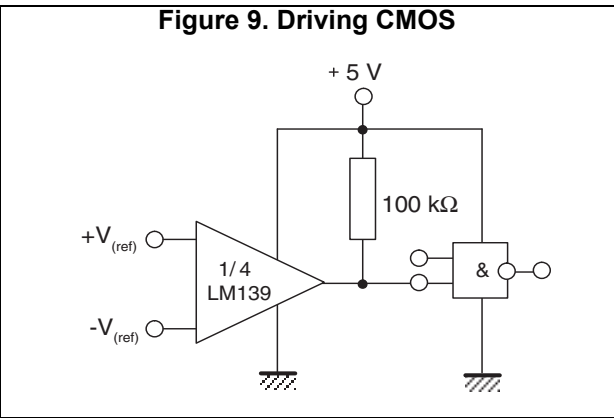 Figure 9. Driving CMOS
+ 5 V
100 kΩ
+V(ref)
1/ 4
LM139
&
-V(ref)